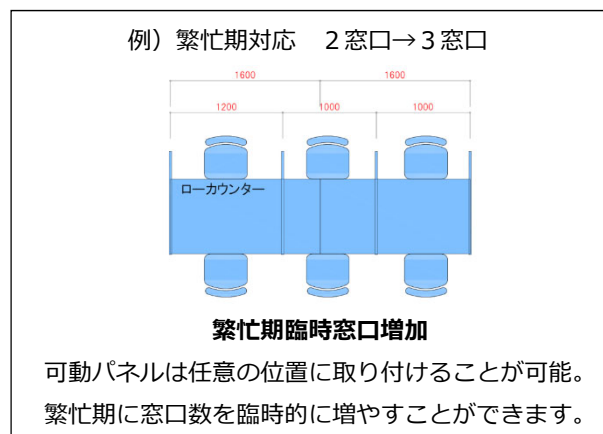 例）繁忙期対応　２窓口→３窓口
1600 1600
1200 1000 1000
ローカウンター
繁忙期臨時窓口増加
可動パネルは任意の位置に取り付けることが可能。
繁忙期に窓口数を臨時的に増やすことができます。